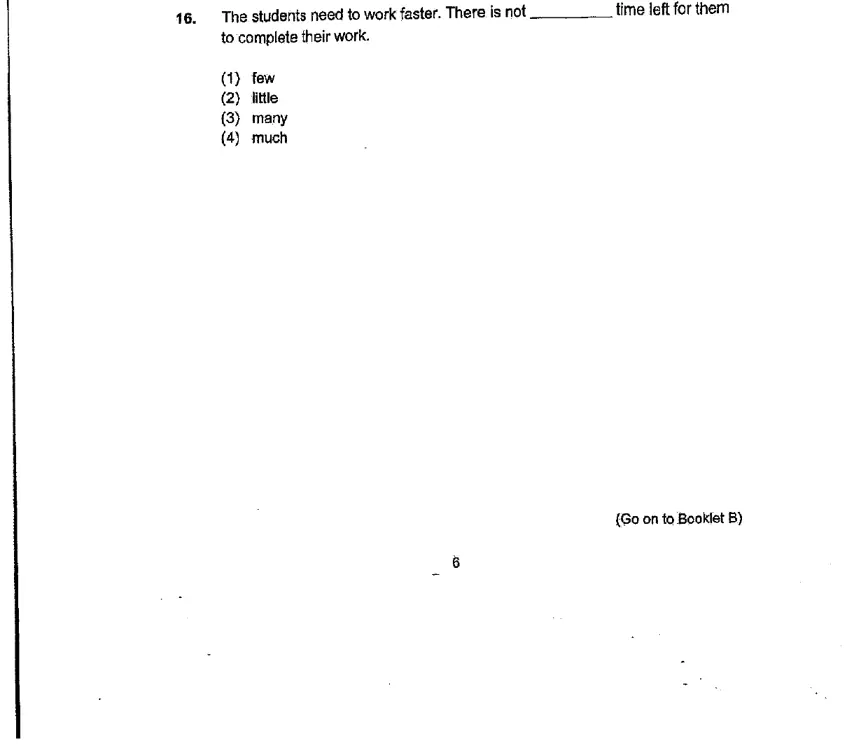 16. The students need to work faster. There is not ________ time left for them
to complete their work.
(1) few
(2) little
(3) many
(4) much
(Go on to Booklet B)
6